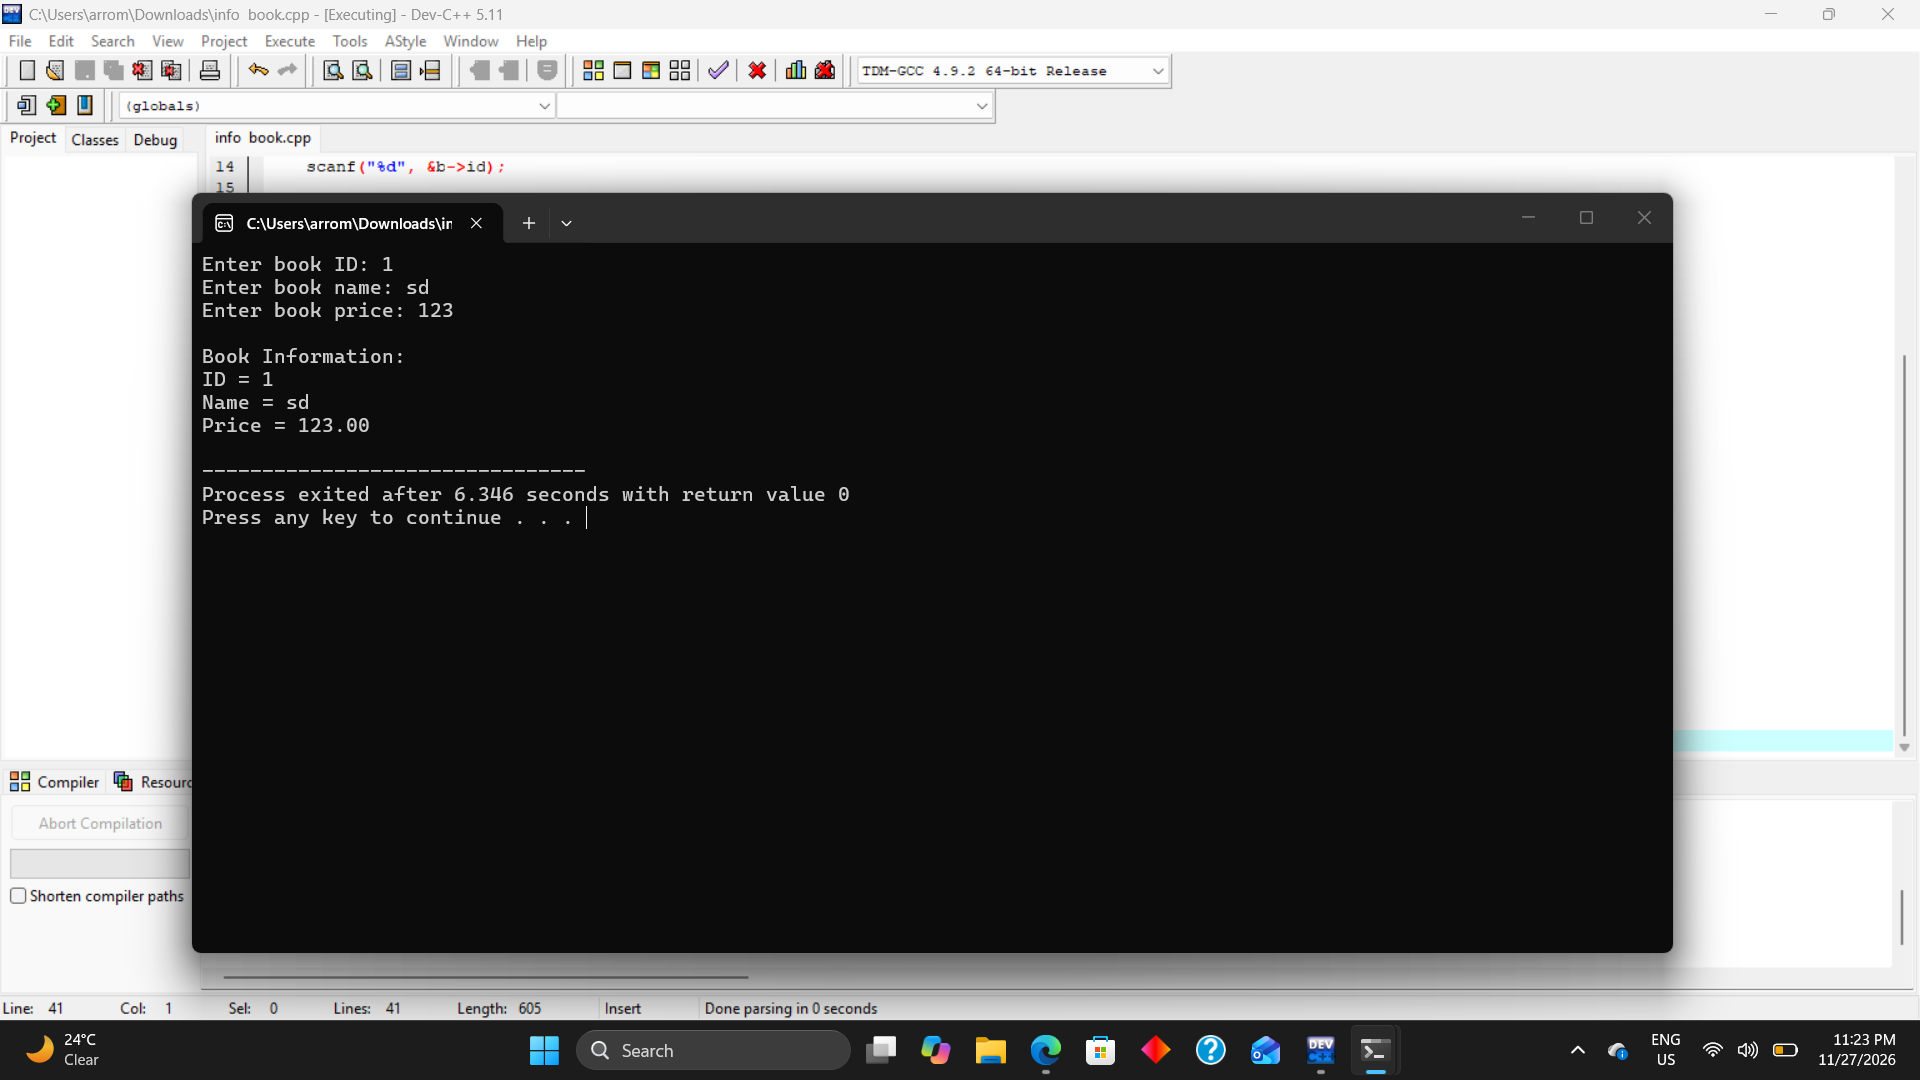 C:\Users\arrom\Downloads\info book.cpp - [Executing] - Dev-C++ 5.11
File Edit Search View Project Execute Tools AStyle Window Help
TDM-GCC 4.9.2 64-bit Release
(globals)
Project Classes Debug
info book.cpp
14 scanf("%d", &b->id);
15
C:\Users\arrom\Downloads\in
Enter book ID: 1
Enter book name: sd
Enter book price: 123
Book Information:
ID = 1
Name = sd
Price = 123.00
--------------------------------
Process exited after 6.346 seconds with return value 0
Press any key to continue . . .
Compiler Resourc
Abort Compilation
Shorten compiler paths
Line: 41 Col: 1 Sel: 0 Lines: 41 Length: 605 Insert Done parsing in 0 seconds
24°C
Clear
Search
DEV
ENG
US
11:23 PM
11/27/2026